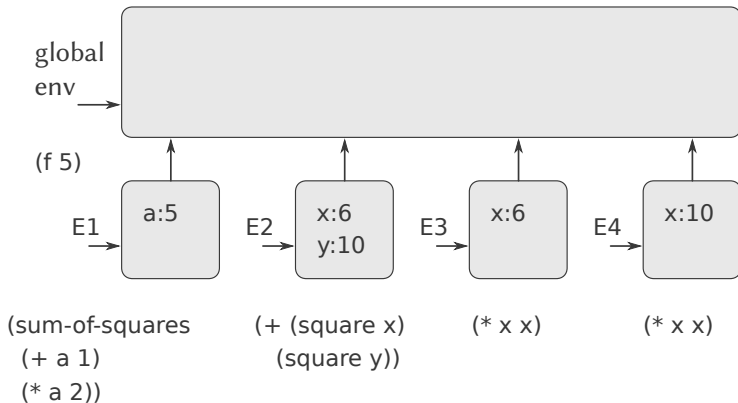 global
env
(f 5)
E1
a:5
E2
x:6
y:10
E3
x:6
E4
x:10
(sum-of-squares
(+ a 1)
(* a 2))
(+ (square x)
(square y))
(* x x)
(* x x)